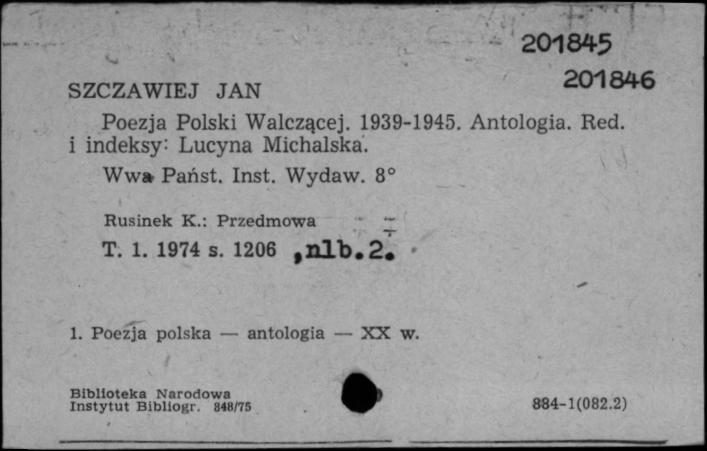 201845
201846
SZCZAWIEJ JAN
Poezja Polski Walczącej. 1939-1945. Antologia. Red.
i indeksy: Lucyna Michalska.
Wwa Państ. Inst. Wydaw. 8°
Rusinek K.: Przedmowa
T. 1. 1974 s. 1206 ,nlb.2.
1. Poezja polska — antologia — XX w.
Biblioteka Narodowa
Instytut Bibliogr. 848/75
884-1(082.2)